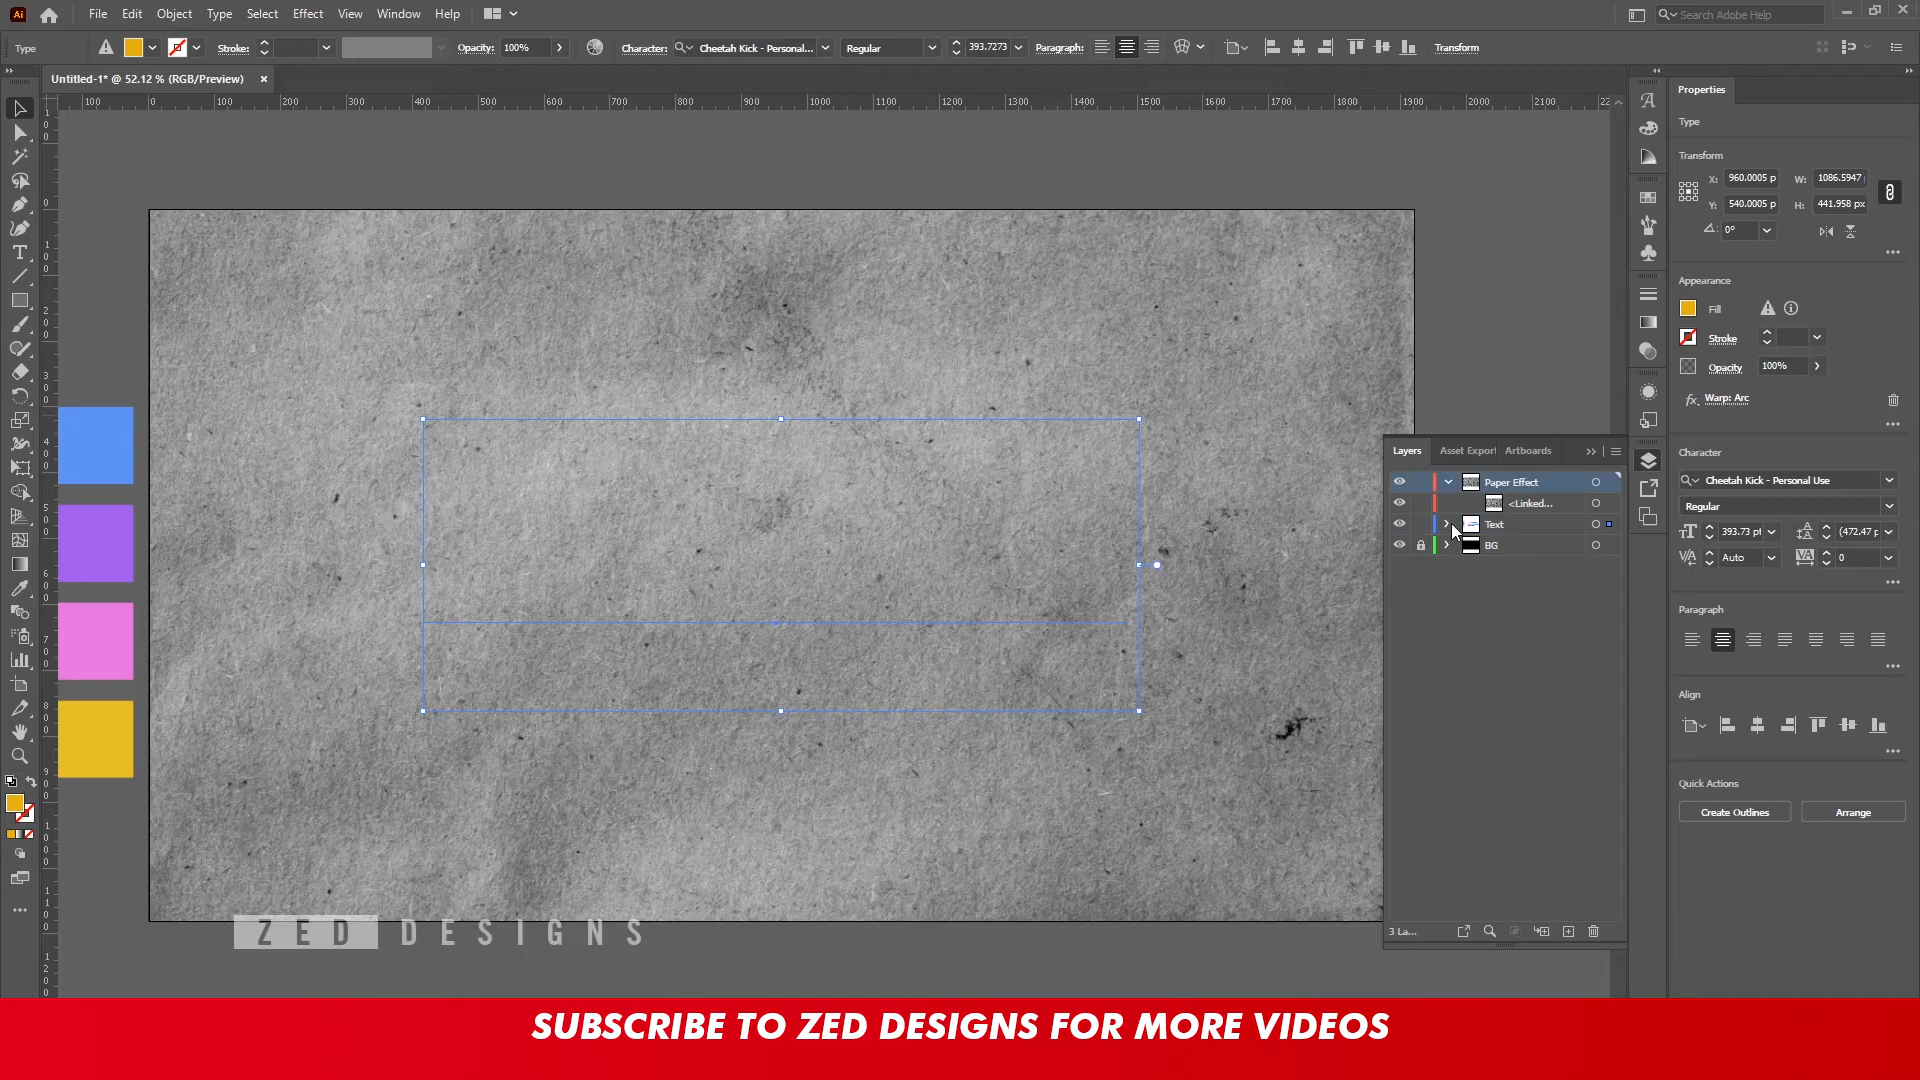 Ai File Edit Object Type Select Effect View Window Help Search Adobe Help
Type Stroke: Opacity: 100% Character: Cheetah Kick - Personal... Regular 393.7273 Paragraph: Transform
Untitled-1* @ 52.12 % (RGB/Preview) ×
100 0 100 200 300 400 500 600 700 800 900 1000 1100 1200 1300 1400 1500 1600 1700 1800 1900 2000 2100 22
Properties
Type
Transform
X: 960.0005 p W: 1086.5947
Y: 540.0005 p H: 441.958 px
0°
Appearance
Fill
Stroke
Opacity 100%
fx Warp: Arc
Character
Cheetah Kick - Personal Use
Regular
393.73 pt (472.47 p
Auto 0
Paragraph
Align
Quick Actions
Create Outlines Arrange
Layers Asset Export Artboards
Paper Effect
<Linked...
Text
BG
3 La...
ZED DESIGNS
SUBSCRIBE TO ZED DESIGNS FOR MORE VIDEOS